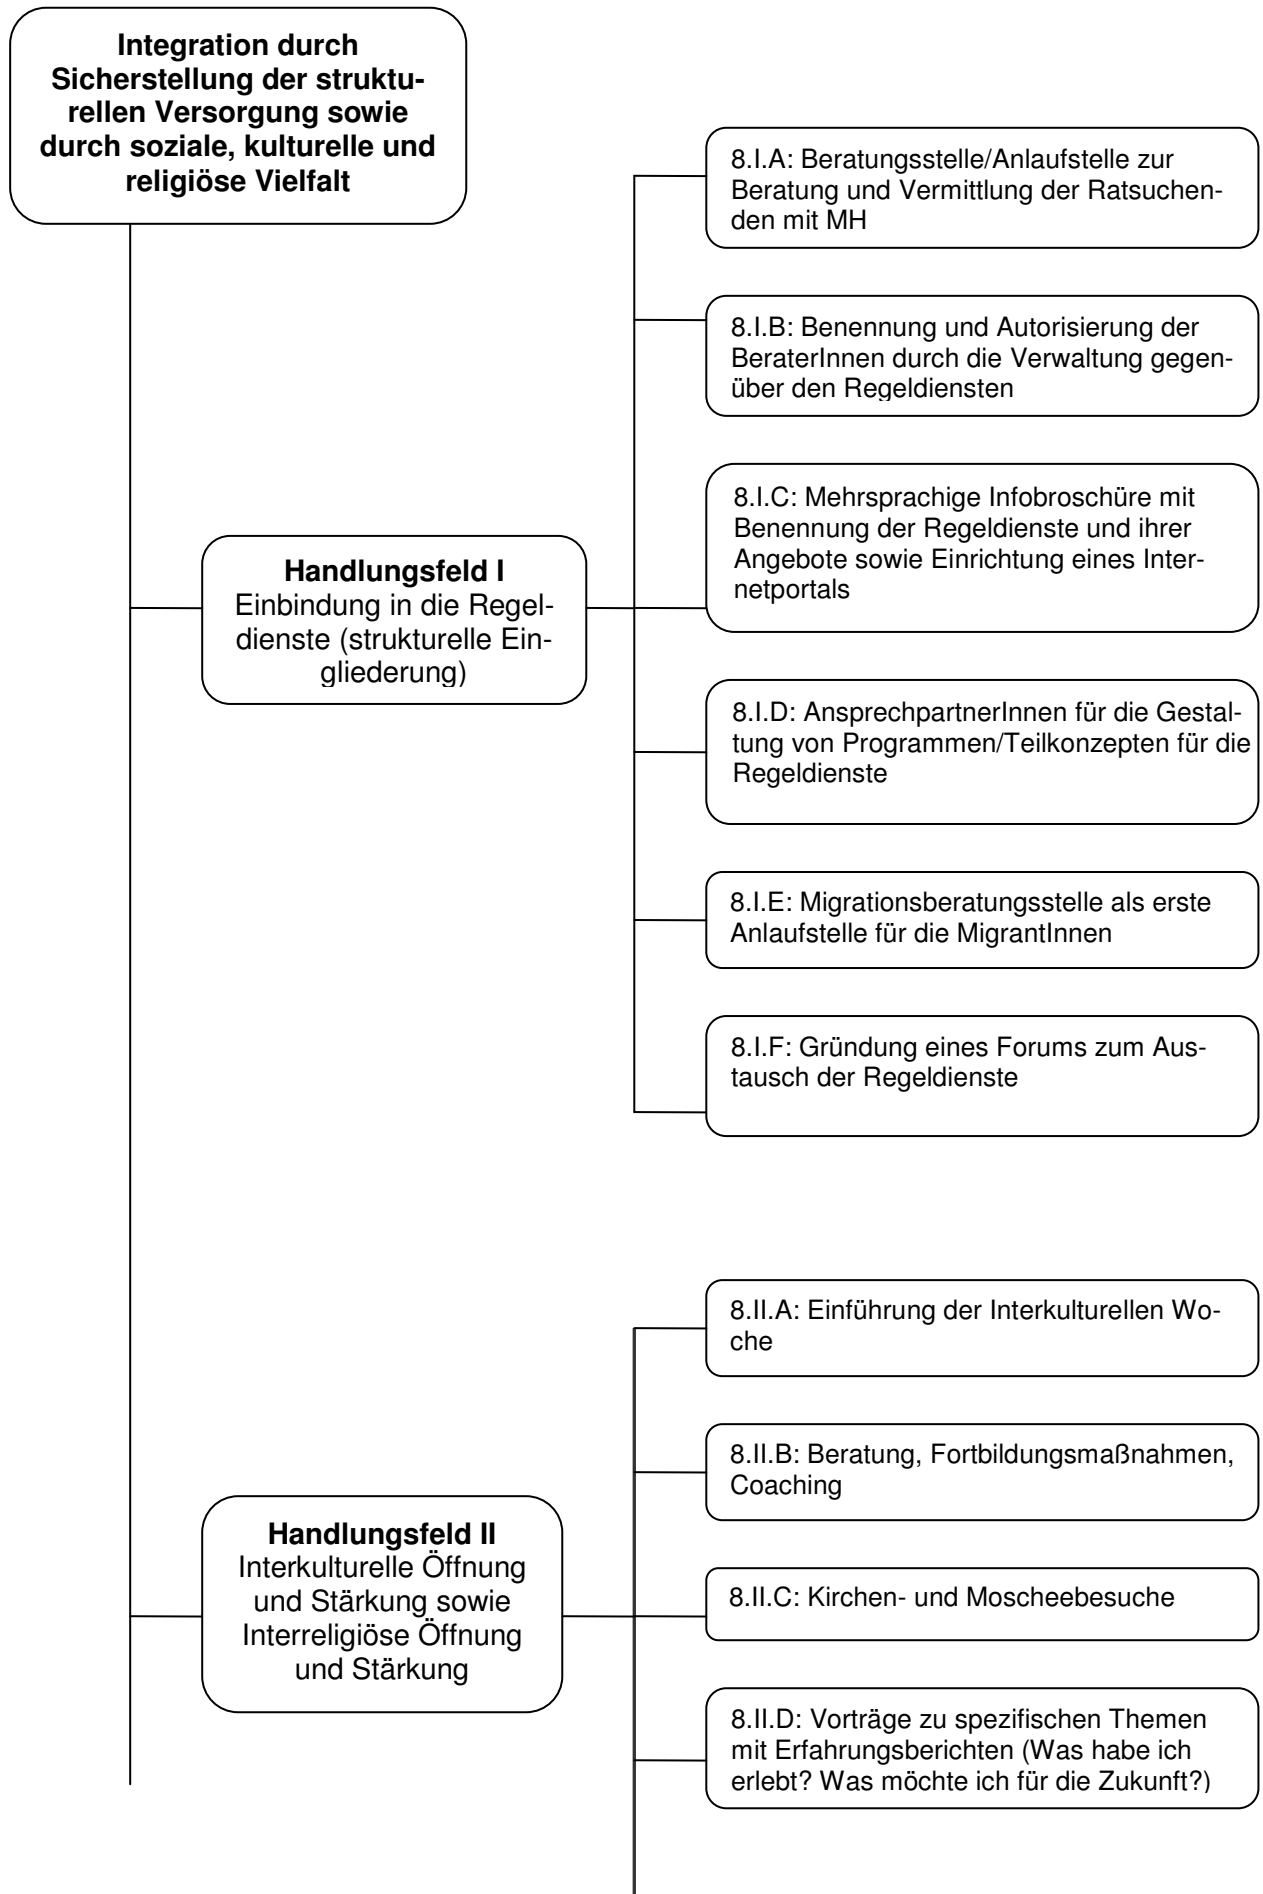 Integration durch
Sicherstellung der struktu-
rellen Versorgung sowie
durch soziale, kulturelle und
religiöse Vielfalt
8.I.A: Beratungsstelle/Anlaufstelle zur
Beratung und Vermittlung der Ratsuchen-
den mit MH
8.I.B: Benennung und Autorisierung der
BeraterInnen durch die Verwaltung gegen-
über den Regeldiensten
8.I.C: Mehrsprachige Infobroschüre mit
Benennung der Regeldienste und ihrer
Angebote sowie Einrichtung eines Inter-
netportals
Handlungsfeld I
Einbindung in die Regel-
dienste (strukturelle Ein-
gliederung)
8.I.D: AnsprechpartnerInnen für die Gestal-
tung von Programmen/Teilkonzepten für die
Regeldienste
8.I.E: Migrationsberatungsstelle als erste
Anlaufstelle für die MigrantInnen
8.I.F: Gründung eines Forums zum Aus-
tausch der Regeldienste
8.II.A: Einführung der Interkulturellen Wo-
che
8.II.B: Beratung, Fortbildungsmaßnahmen,
Coaching
Handlungsfeld II
Interkulturelle Öffnung
und Stärkung sowie
Interreligiöse Öffnung
und Stärkung
8.II.C: Kirchen- und Moscheebesuche
8.II.D: Vorträge zu spezifischen Themen
mit Erfahrungsberichten (Was habe ich
erlebt? Was möchte ich für die Zukunft?)